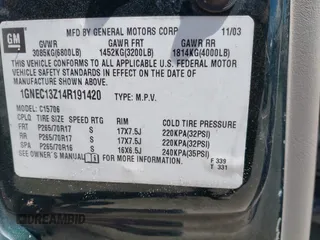 GM
MFD BY GENERAL MOTORS CORP 11/03
GVWR GAWR FRT GAWR RR
3085KG(6800LB) 1452KG(3200LB) 1814KG(4000LB)
THIS VEHICLE CONFORMS TO ALL APPLICABLE U.S. FEDERAL
MOTOR VEHICLE SAFETY STANDARDS IN EFFECT ON THE DATE
OF MANUFACTURE SHOWN ABOVE.
1GNEC13Z14R191420 TYPE: M.P.V.
MODEL: C15706
CPLQ TIRE SIZE SPEED RTG RIM COLD TIRE PRESSURE
FRT P265/70R17 S 17X7.5J 220KPA(32PSI)
RR P265/70R17 S 17X7.5J 220KPA(32PSI)
SPA P265/70R16 S 16X6.5J 240KPA(35PSI)
SEE OWNER'S MANUAL FOR MORE INFORMATION.
F 339
T 331
DREAMBID